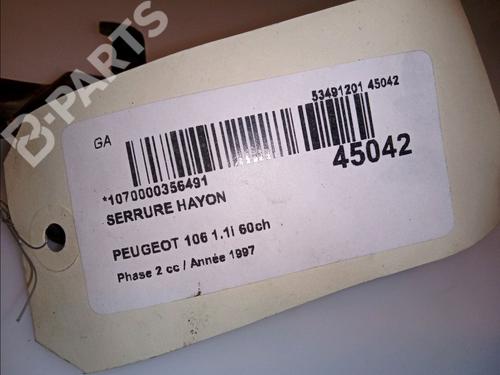 B-PARTS
GA
53491201 45042
45042
*1070000356491
SERRURE HAYON
PEUGEOT 106 1.1i 60ch
Phase 2 cc / Année 1997